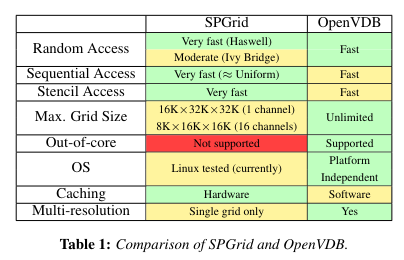 SPGrid OpenVDB
Random Access Very fast (Haswell) Fast
Moderate (Ivy Bridge)
Sequential Access Very fast (≈ Uniform) Fast
Stencil Access Very fast Fast
Max. Grid Size 16K×32K×32K (1 channel) Unlimited
8K×16K×16K (16 channels)
Out-of-core Not supported Supported
OS Linux tested (currently) Platform
Independent
Caching Hardware Software
Multi-resolution Single grid only Yes
Table 1: Comparison of SPGrid and OpenVDB.